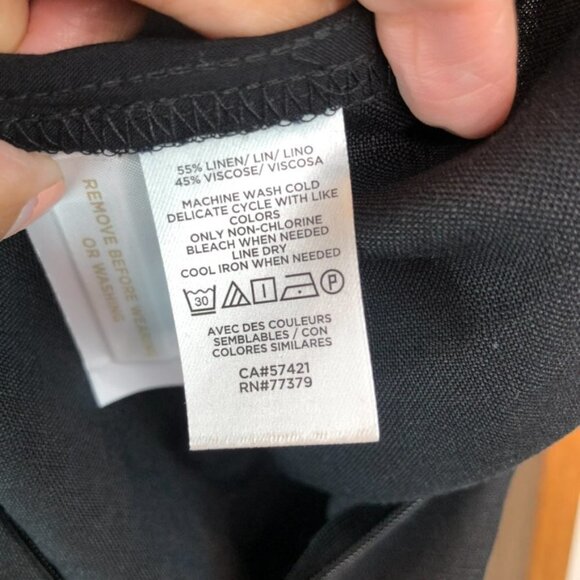 55% LINEN/ LIN/ LINO
45% VISCOSE/ VISCOSA
MACHINE WASH COLD
DELICATE CYCLE WITH LIKE
COLORS
ONLY NON-CHLORINE
BLEACH WHEN NEEDED
LINE DRY
COOL IRON WHEN NEEDED
30 P
AVEC DES COULEURS
SEMBLABLES / CON
COLORES SIMILARES
CA#57421
RN#77379
REMOVE BEFORE WEARING
OR WASHING